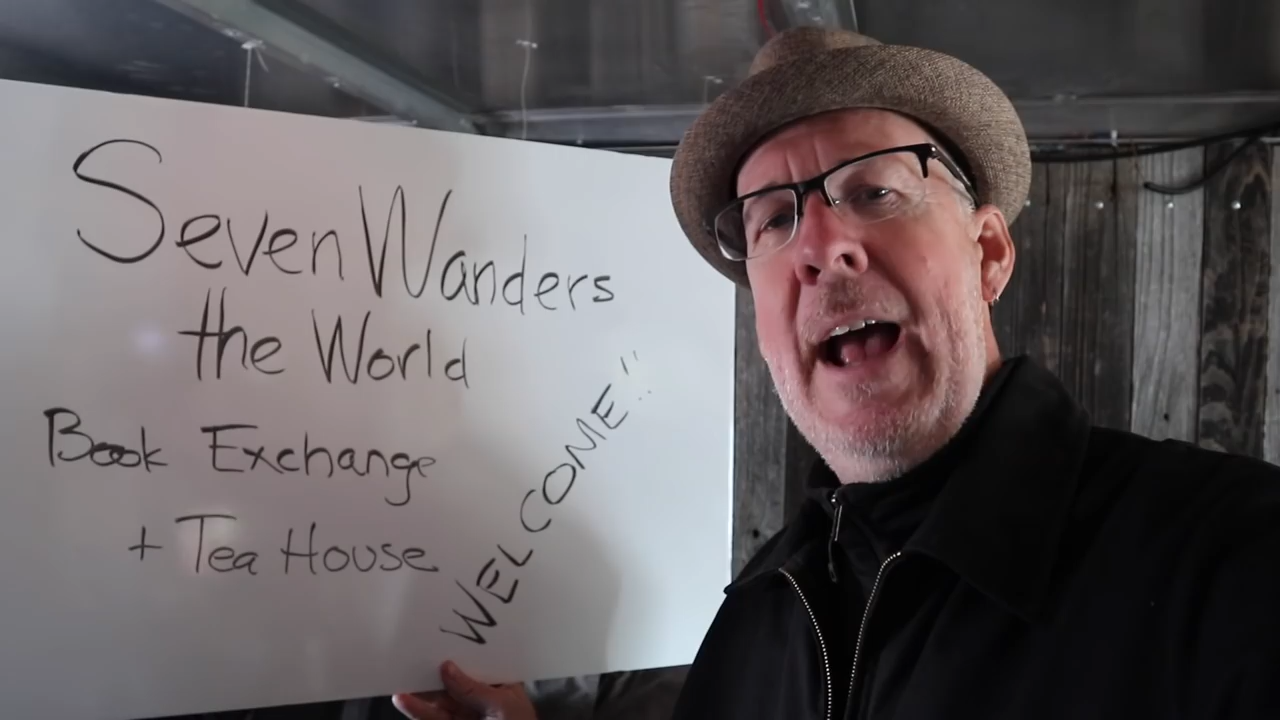 Seven Wanders
the World
Book Exchange
+ Tea House
WELCOME!!